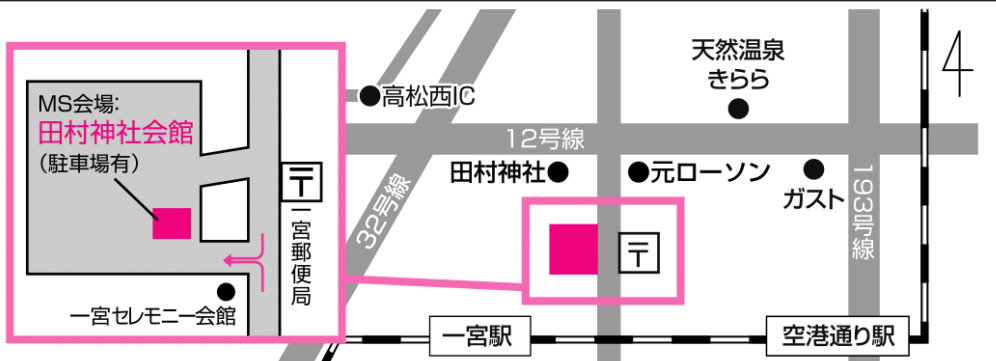 MS会場:
田村神社会館
(駐車場有)
〒
一宮郵便局
一宮セレモニー会館
高松西IC
天然温泉
きらら
12号線
田村神社
元ローソン
ガスト
32号線
193号線
〒
一宮駅
空港通り駅